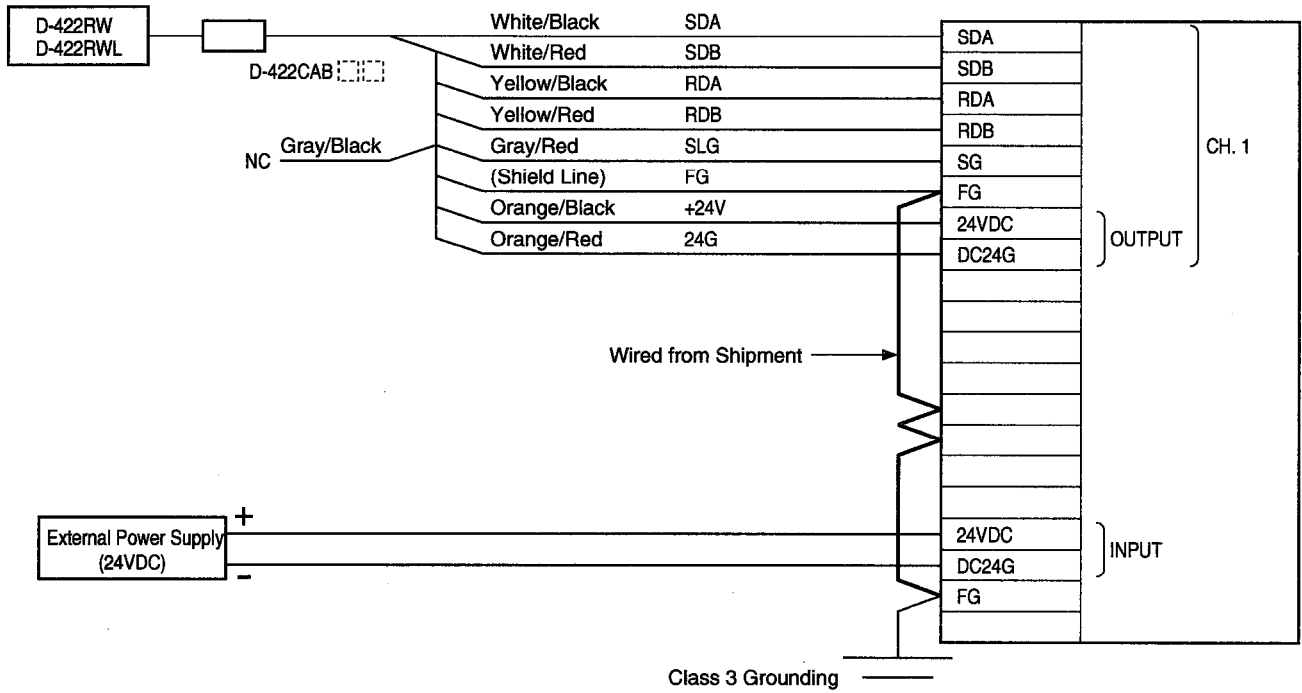 D-422RW
D-422RWL
D-422CAB
White/Black SDA
White/Red SDB
Yellow/Black RDA
Yellow/Red RDB
NC Gray/Black
Gray/Red SLG
(Shield Line) FG
Orange/Black +24V
Orange/Red 24G
SDA
SDB
RDA
RDB
SG
FG
24VDC
DC24G
OUTPUT
CH. 1
Wired from Shipment
External Power Supply
(24VDC)
+
-
24VDC
DC24G
FG
INPUT
Class 3 Grounding